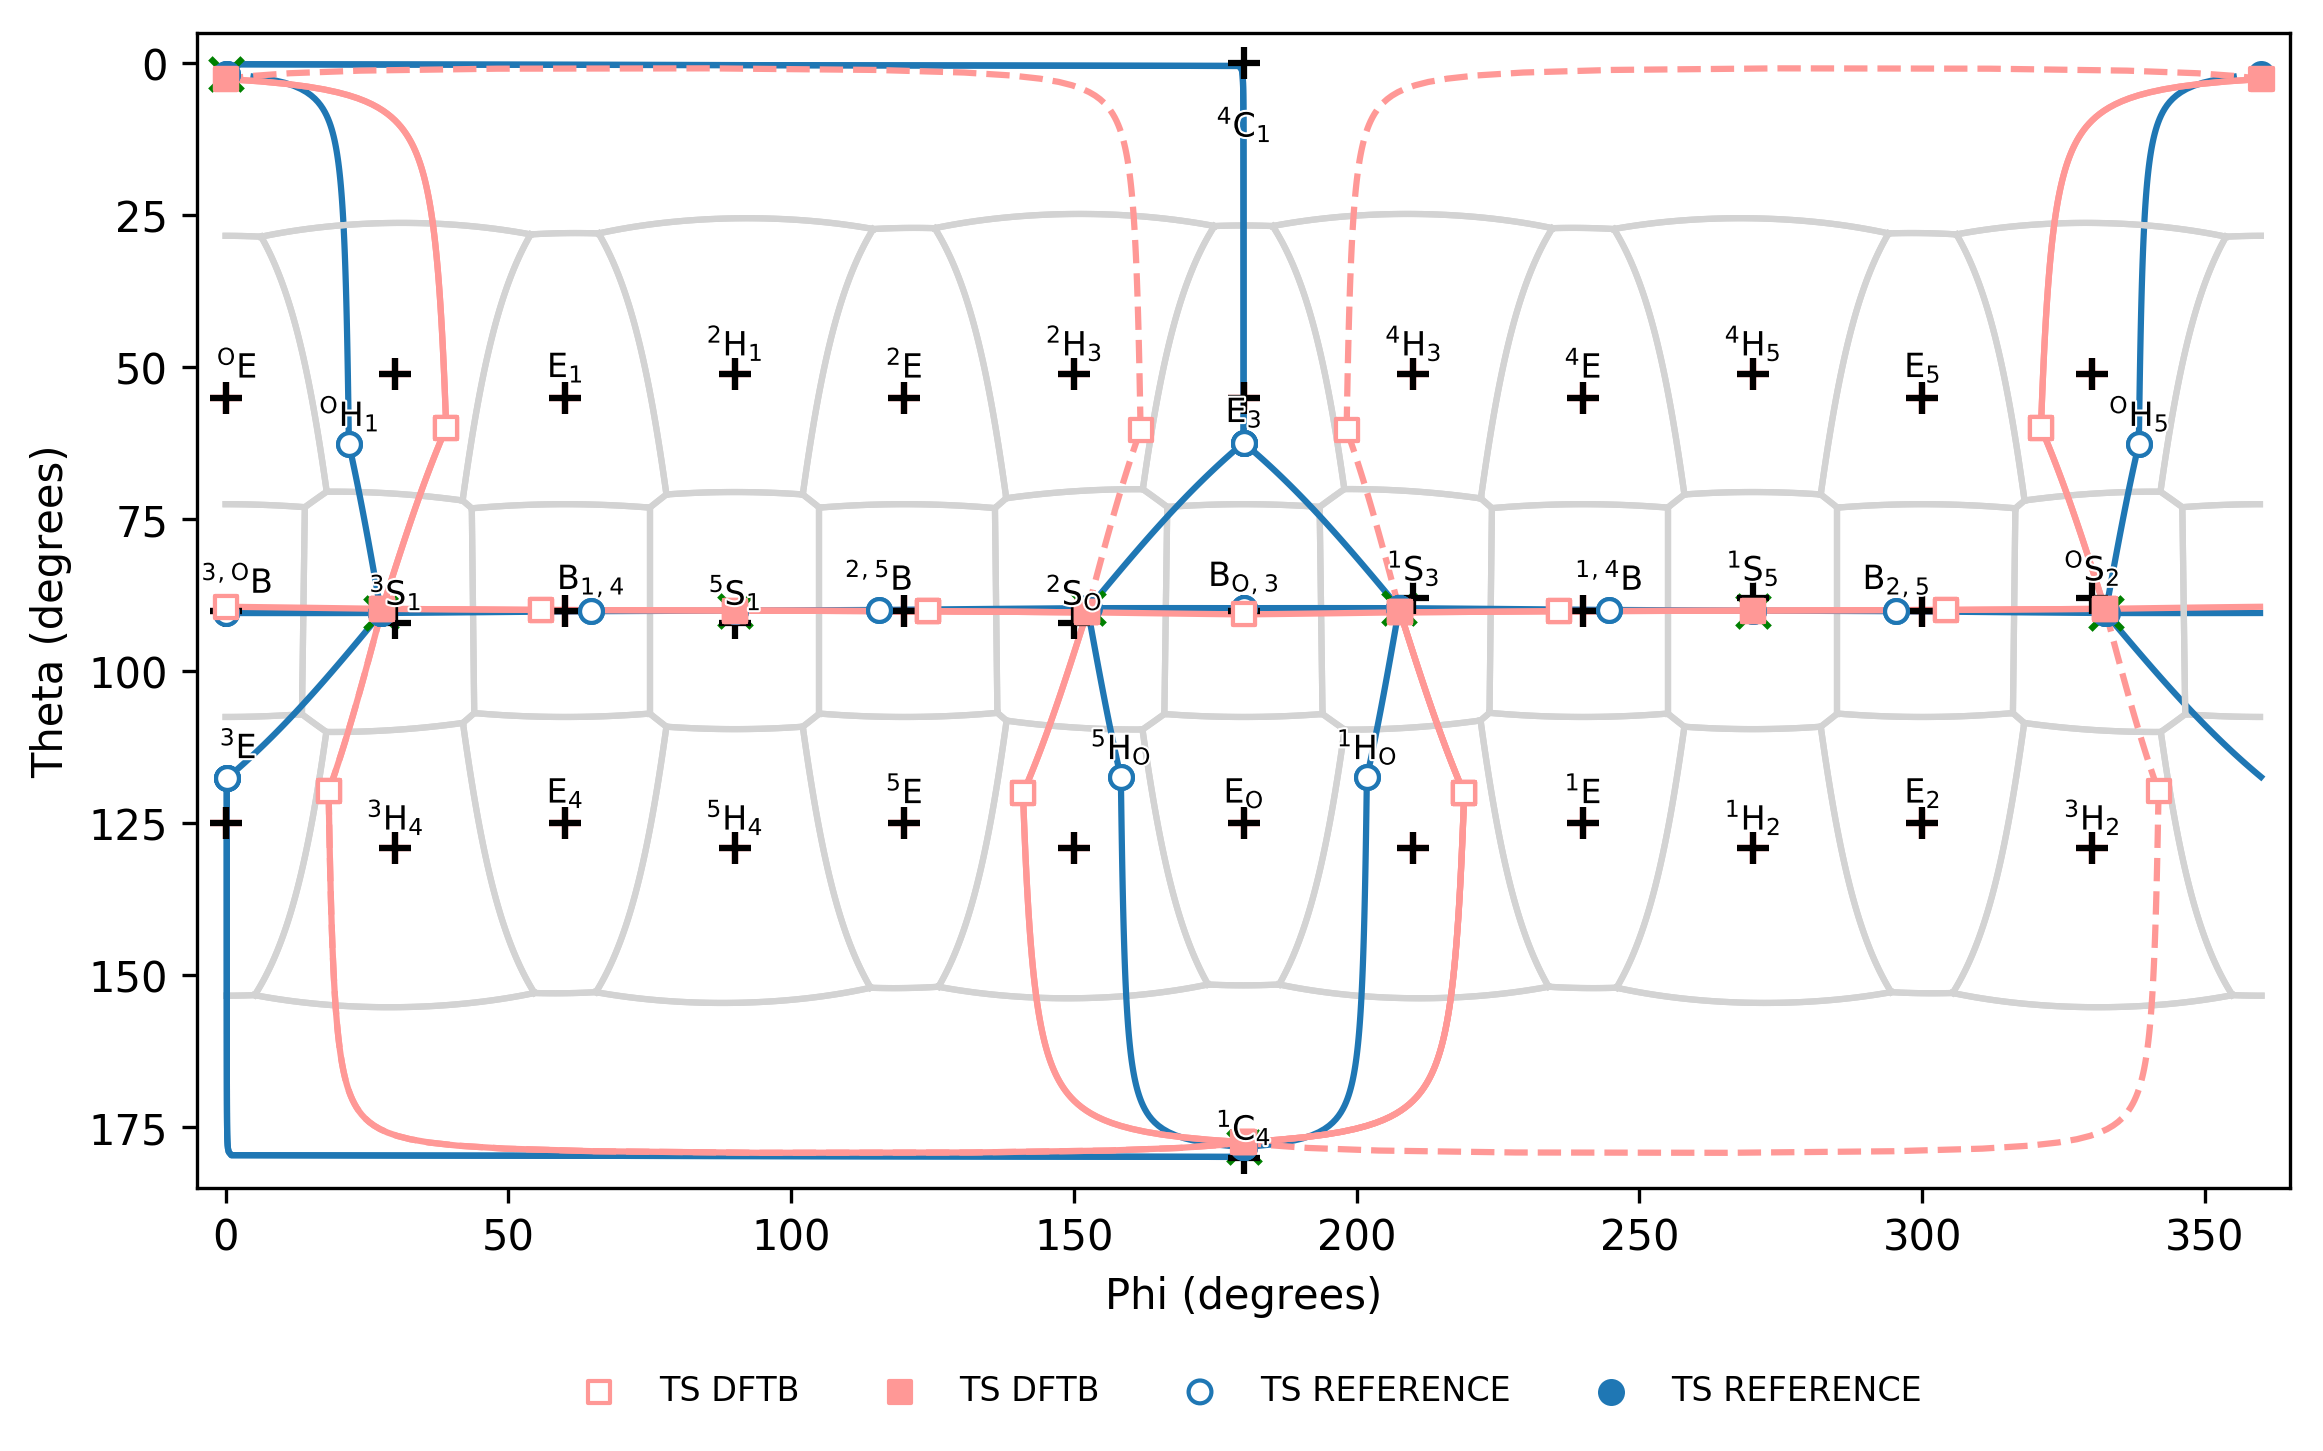 0
⁴C₁
25
²H₁ ²H₃ ⁴H₃ ⁴H₅
50
ᴼE E₁ ²E ⁴E E₅
ᴼH₁ E₃ ᴼH₅
75
³,ᴼB ³S₁ B₁,₄ ⁵S₁ ²,⁵B ²Sₒ Bₒ,₃ ¹S₃ ¹,⁴B ¹S₅ B₂,₅ ᴼS₂
100
³E ⁵Hₒ ¹Hₒ
125
³H₄ E₄ ⁵H₄ ⁵E Eₒ ¹E ¹H₂ E₂ ³H₂
150
175
¹C₄
Theta (degrees)
0 50 100 150 200 250 300 350
Phi (degrees)
TS DFTB TS DFTB TS REFERENCE TS REFERENCE